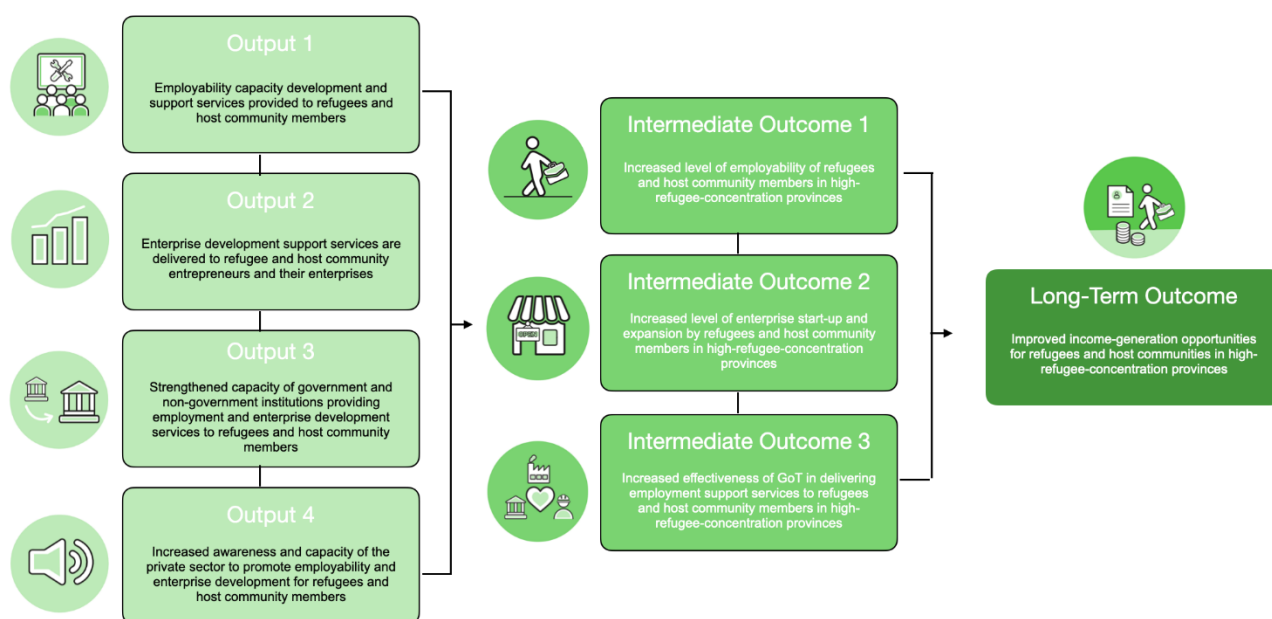 Output 1
Employability capacity development and
support services provided to refugees and
host community members
Output 2
Enterprise development support services are
delivered to refugee and host community
entrepreneurs and their enterprises
Output 3
Strengthened capacity of government and
non-government institutions providing
employment and enterprise development
services to refugees and host community
members
Output 4
Increased awareness and capacity of the
private sector to promote employability and
enterprise development for refugees and
host community members
Intermediate Outcome 1
Increased level of employability of refugees
and host community members in high-
refugee-concentration provinces
OPEN
Intermediate Outcome 2
Increased level of enterprise start-up and
expansion by refugees and host community
members in high-refugee-concentration
provinces
Intermediate Outcome 3
Increased effectiveness of GoT in delivering
employment support services to refugees
and host community members in high-
refugee-concentration provinces
Long-Term Outcome
Improved income-generation opportunities
for refugees and host communities in high-
refugee-concentration provinces